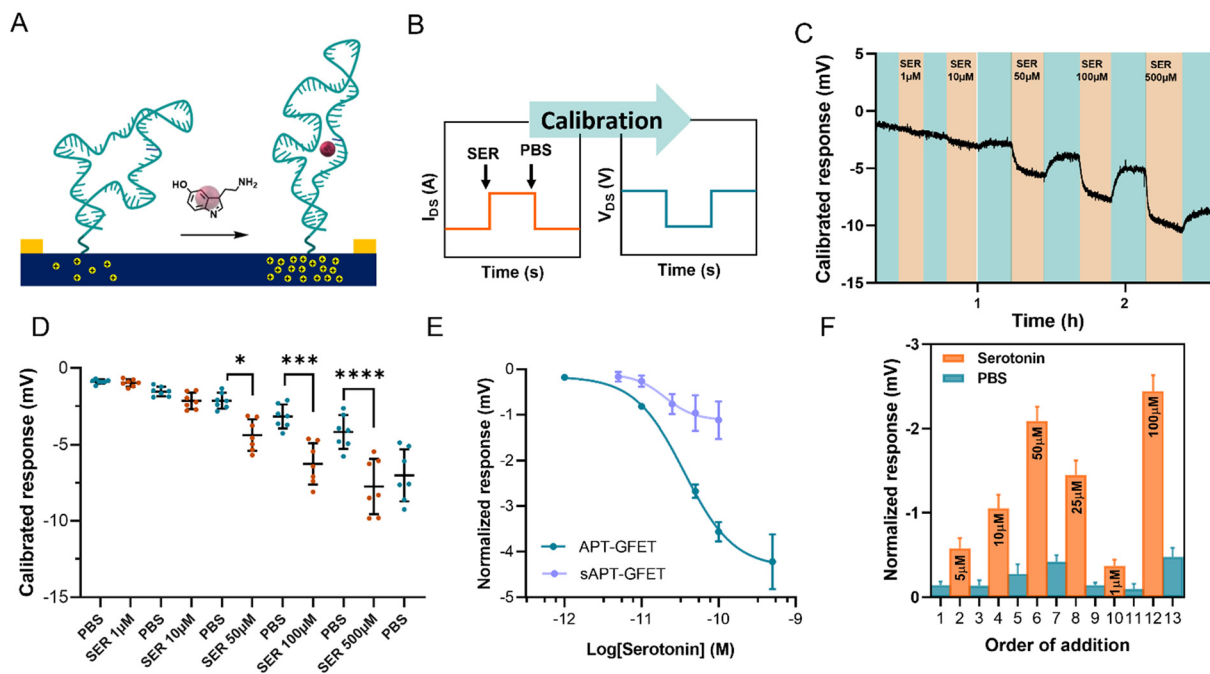 A
HO
NH₂
N
B
Calibration
SER
PBS
I_DS (A)
Time (s)
V_DS (V)
Time (s)
C
SER
1μM
SER
10μM
SER
50μM
SER
100μM
SER
500μM
Calibrated response (mV)
5
0
-5
-10
-15
1
2
Time (h)
D
*
***
****
Calibrated response (mV)
0
-5
-10
-15
PBS
SER 1μM
PBS
SER 10μM
PBS
SER 50μM
PBS
SER 100μM
PBS
SER 500μM
PBS
E
Normalized response (mV)
1
0
-1
-2
-3
-4
-5
APT-GFET
sAPT-GFET
-12
-11
-10
-9
Log[Serotonin] (M)
F
Normalized response (mV)
-3
-2
-1
0
Serotonin
PBS
5μM
10μM
50μM
25μM
1μM
100μM
1 2 3 4 5 6 7 8 9 10 11 12 13
Order of addition